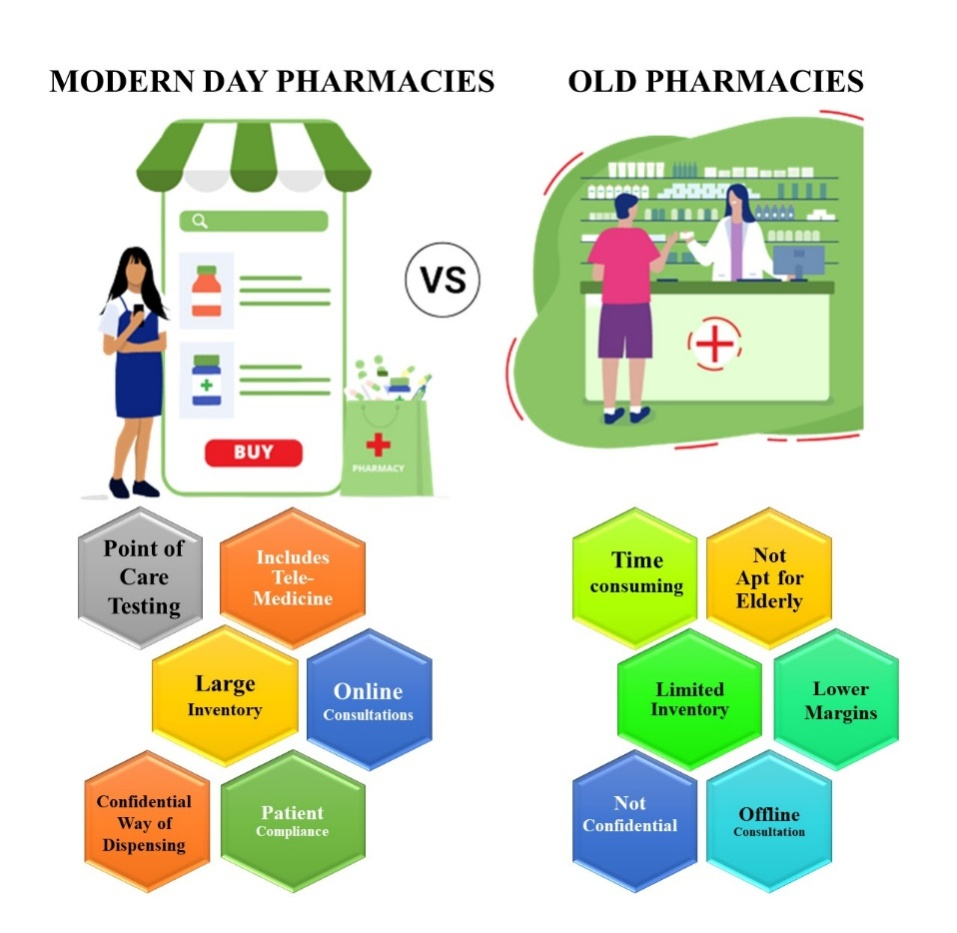 MODERN DAY PHARMACIES
OLD PHARMACIES
VS
BUY
PHARMACY
Point of
Care
Testing
Includes
Tele-
Medicine
Large
Inventory
Online
Consultations
Confidential
Way of
Dispensing
Patient
Compliance
Time
consuming
Not
Apt for
Elderly
Limited
Inventory
Lower
Margins
Not
Confidential
Offline
Consultation